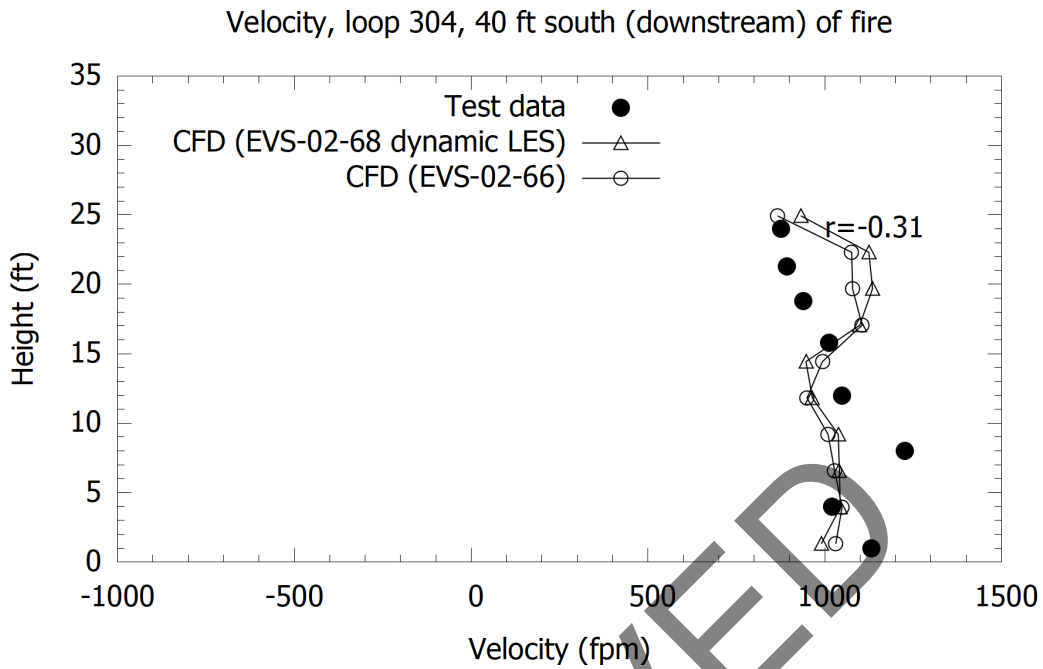 Velocity, loop 304, 40 ft south (downstream) of fire
35
30
25
20
15
10
5
0
Height (ft)
Test data
CFD (EVS-02-68 dynamic LES)
CFD (EVS-02-66)
r=-0.31
-1000
-500
0
500
1000
1500
Velocity (fpm)